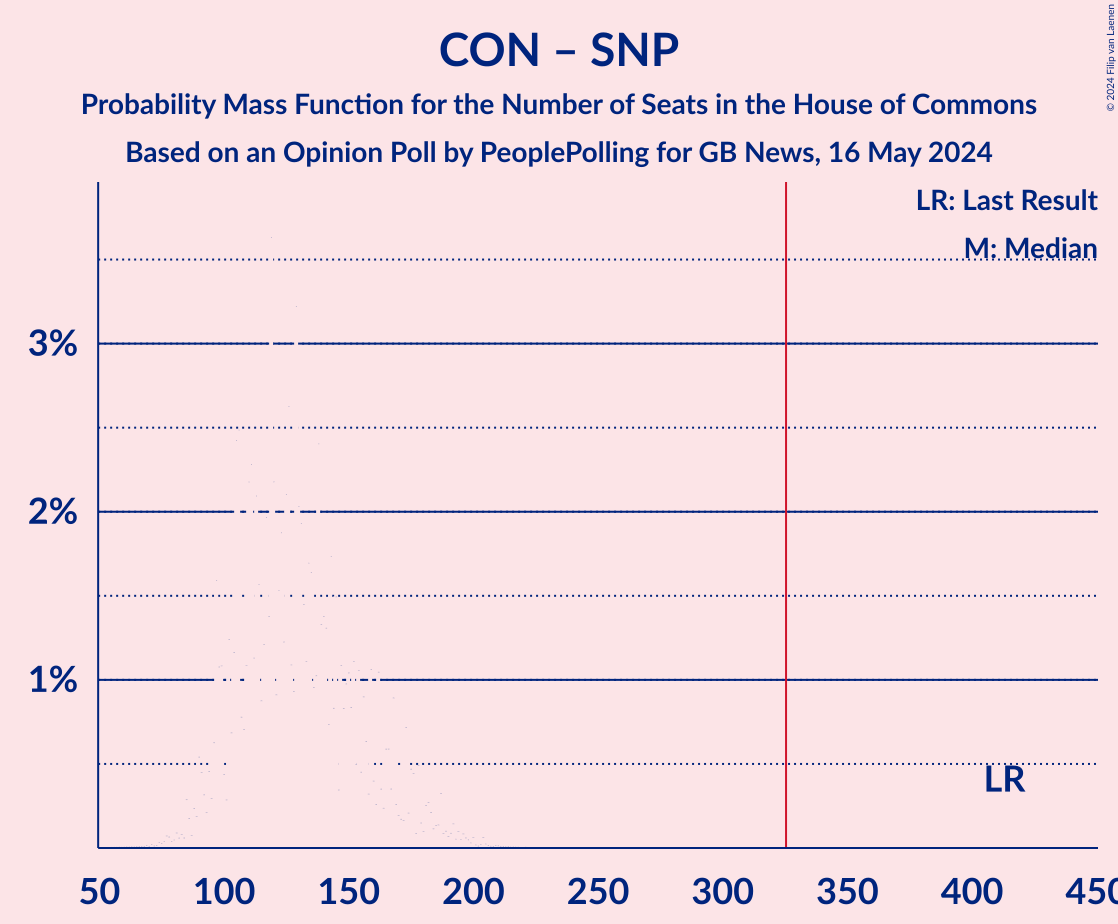 CON – SNP
Probability Mass Function for the Number of Seats in the House of Commons
Based on an Opinion Poll by PeoplePolling for GB News, 16 May 2024
© 2024 Filip van Laenen
LR: Last Result
M: Median
3%
2%
1%
LR
50 100 150 200 250 300 350 400 450